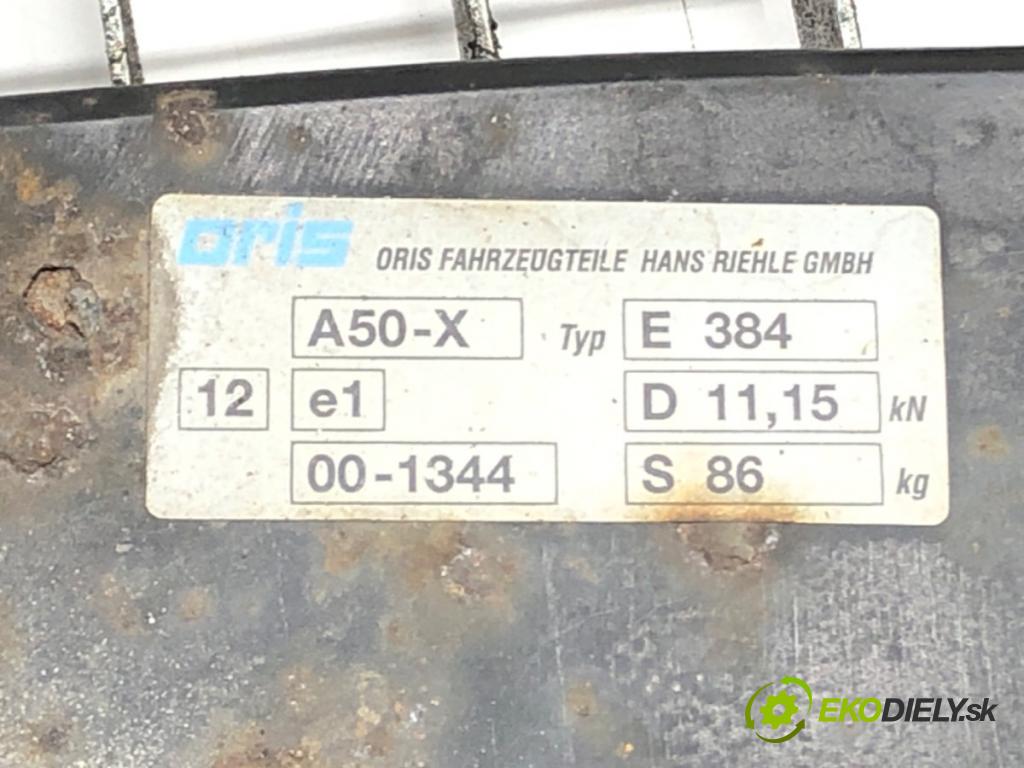 oris ORIS FAHRZEUGTEILE HANS RIEHLE GMBH
A50-X Typ E 384
12 e1 D 11,15 kN
00-1344 S 86 kg
EKODIELY.sk